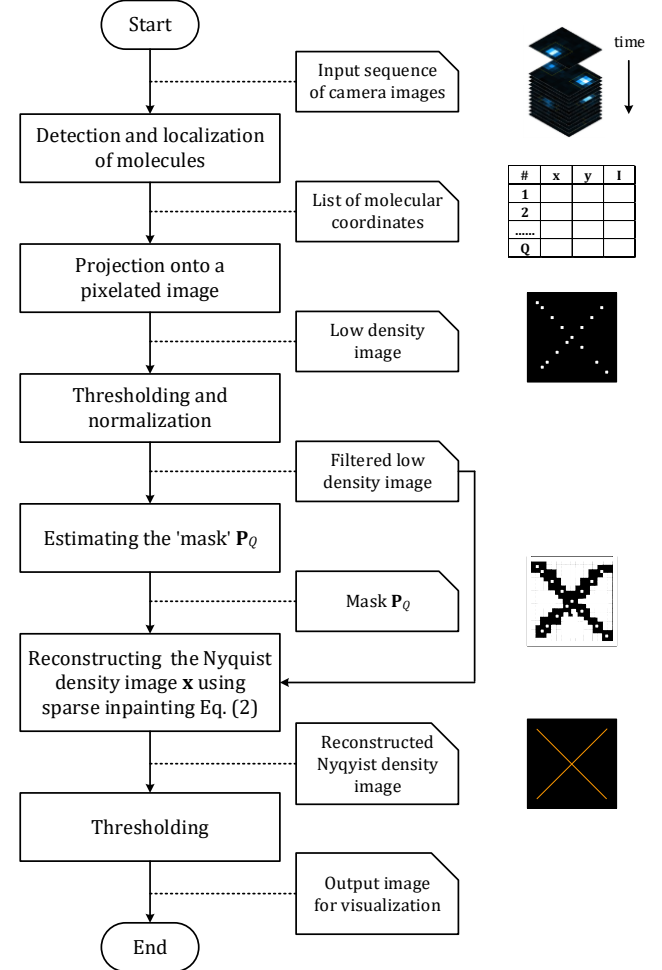 Start
Input sequence
of camera images
time
Detection and localization
of molecules
# x y I
1
2
......
Q
List of molecular
coordinates
Projection onto a
pixelated image
Low density
image
Thresholding and
normalization
Filtered low
density image
Estimating the 'mask' P_Q
Mask P_Q
Reconstructing the Nyquist
density image x using
sparse inpainting Eq. (2)
Reconstructed
Nyqyist density
image
Thresholding
Output image
for visualization
End